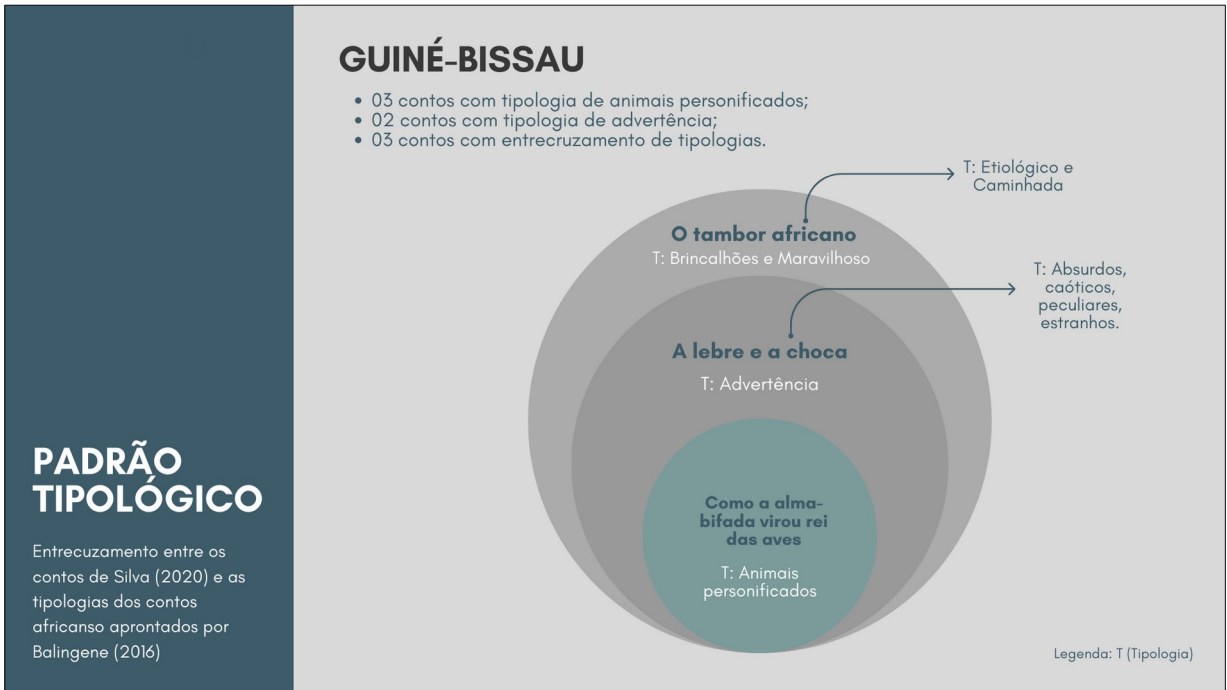 GUINÉ-BISSAU
• 03 contos com tipologia de animais personificados;
• 02 contos com tipologia de advertência;
• 03 contos com entrecruzamento de tipologias.
T: Etiológico e
Caminhada
O tambor africano
T: Brincalhões e Maravilhoso
T: Absurdos,
caóticos,
peculiares,
estranhos.
A lebre e a choca
T: Advertência
Como a alma-
bifada virou rei
das aves
T: Animais
personificados
PADRÃO
TIPOLÓGICO
Entrecuzamento entre os
contos de Silva (2020) e as
tipologias dos contos
africanso aprontados por
Balingene (2016)
Legenda: T (Tipologia)